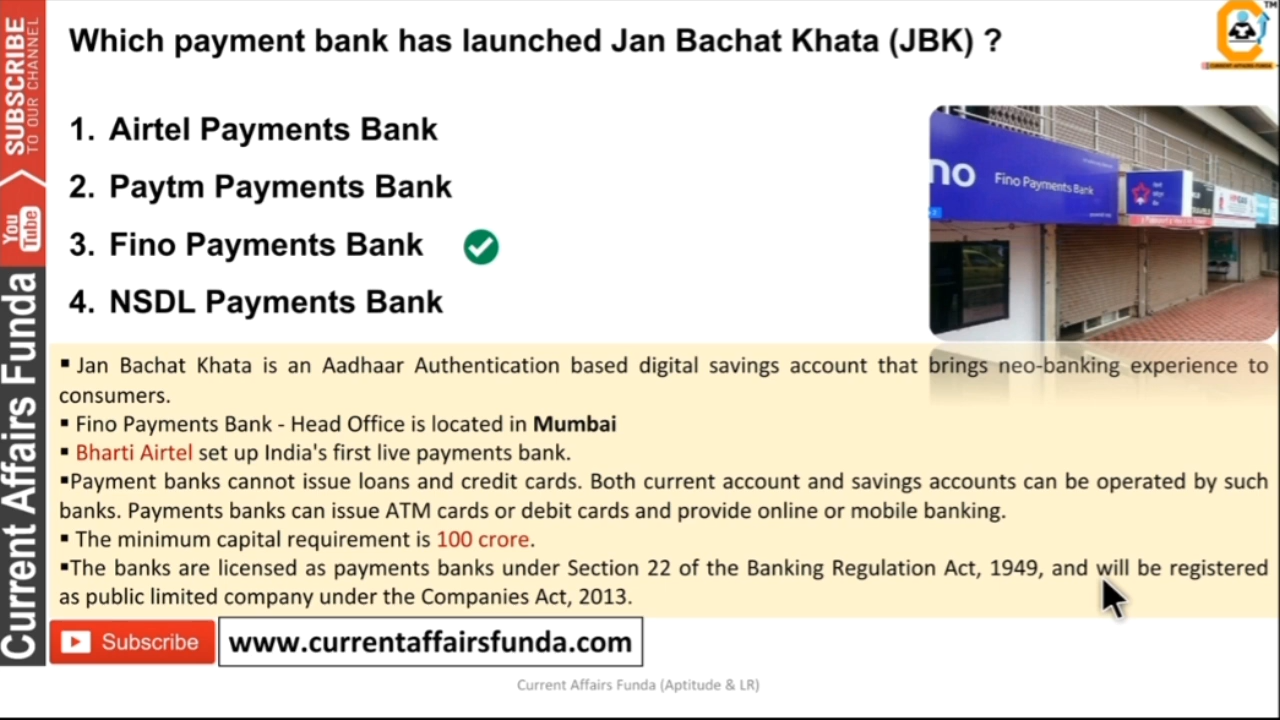 Which payment bank has launched Jan Bachat Khata (JBK) ?
TM
CURRENT AFFAIRS FUNDA
SUBSCRIBE
TO OUR CHANNEL
You
Tube
Current Affairs Funda
1. Airtel Payments Bank
2. Paytm Payments Bank
3. Fino Payments Bank
4. NSDL Payments Bank
no
Fino Payments Bank
▪ Jan Bachat Khata is an Aadhaar Authentication based digital savings account that brings neo-banking experience to
consumers.
▪ Fino Payments Bank - Head Office is located in Mumbai
▪ Bharti Airtel set up India's first live payments bank.
▪Payment banks cannot issue loans and credit cards. Both current account and savings accounts can be operated by such
banks. Payments banks can issue ATM cards or debit cards and provide online or mobile banking.
▪ The minimum capital requirement is 100 crore.
▪The banks are licensed as payments banks under Section 22 of the Banking Regulation Act, 1949, and will be registered
as public limited company under the Companies Act, 2013.
Subscribe
www.currentaffairsfunda.com
Current Affairs Funda (Aptitude & LR)